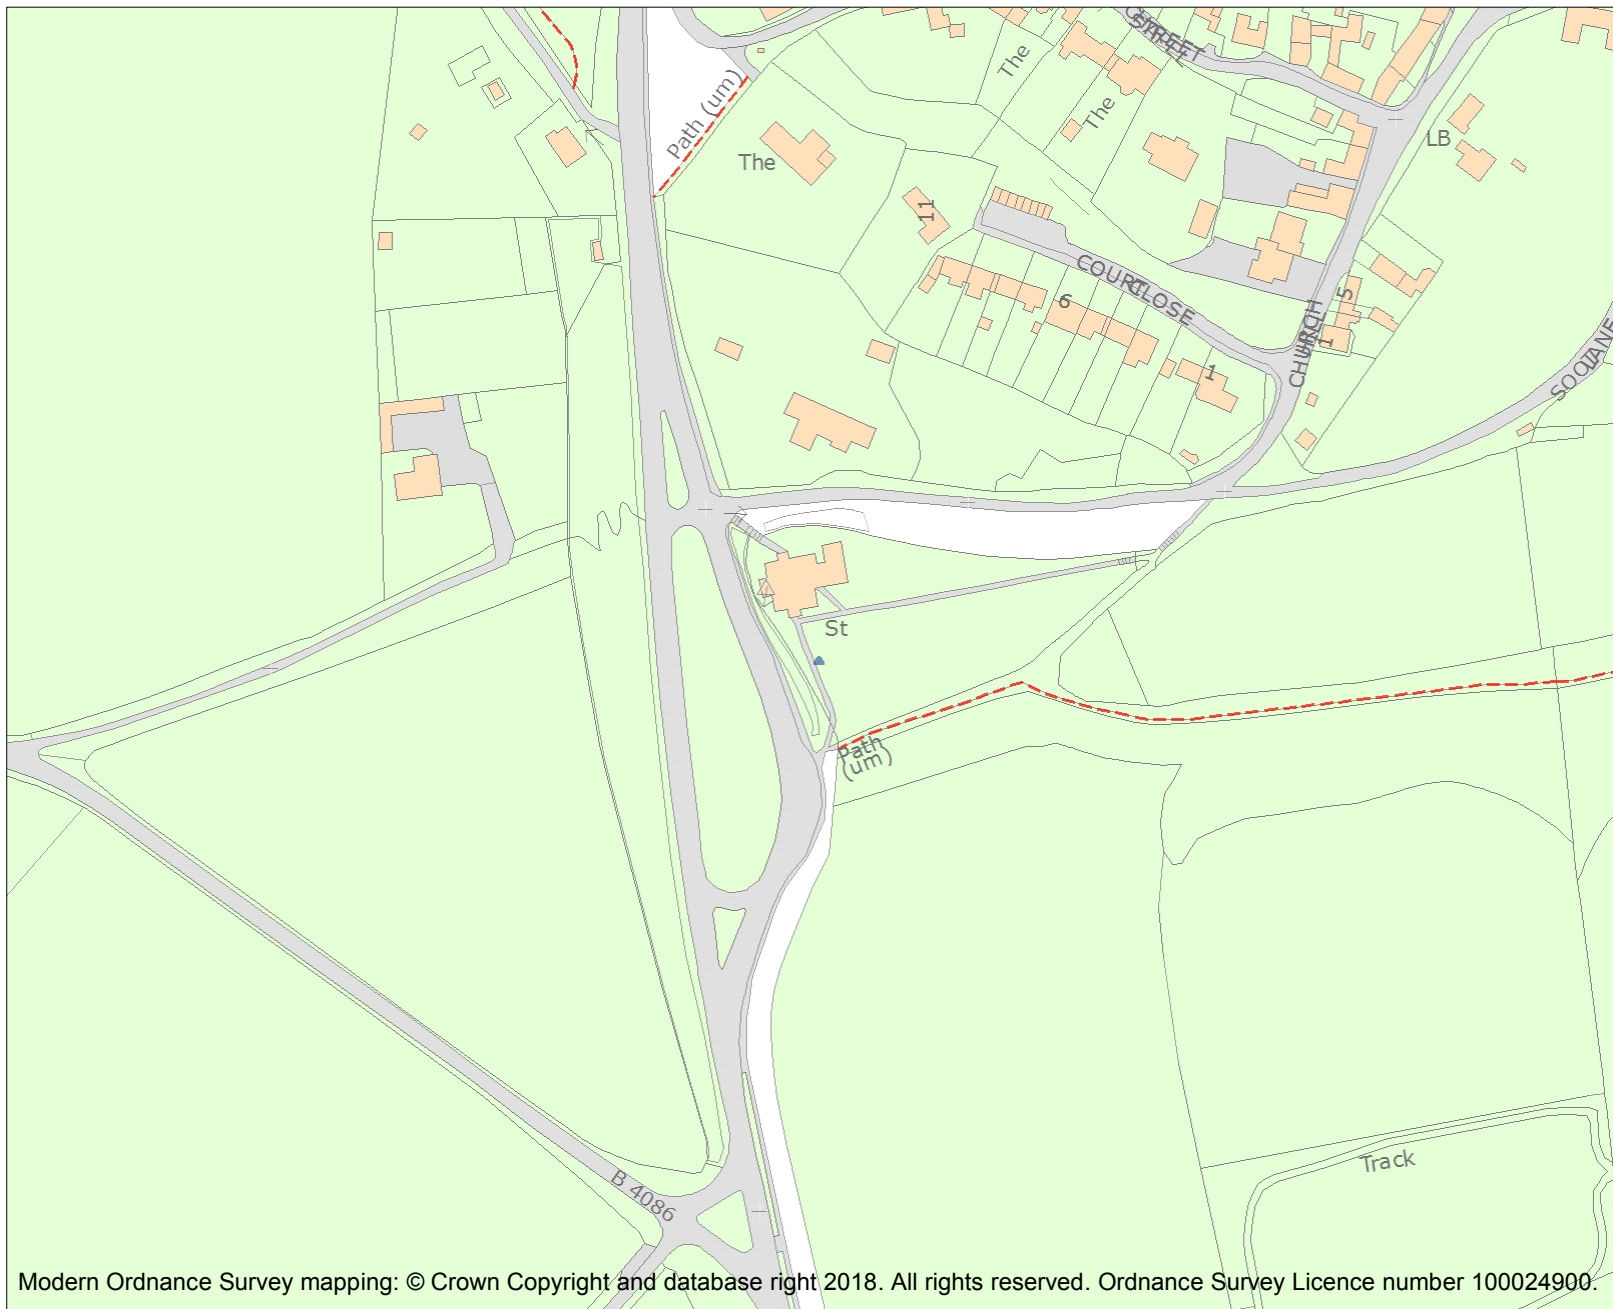 STREET
The
Path (um)
The
The
LB
11
COURT
CLOSE
6
5
CHURCH
1
1
SOOT
LANE
St
Path
(um)
Track
B 4086
Modern Ordnance Survey mapping: © Crown Copyright and database right 2018. All rights reserved. Ordnance Survey Licence number 100024900.